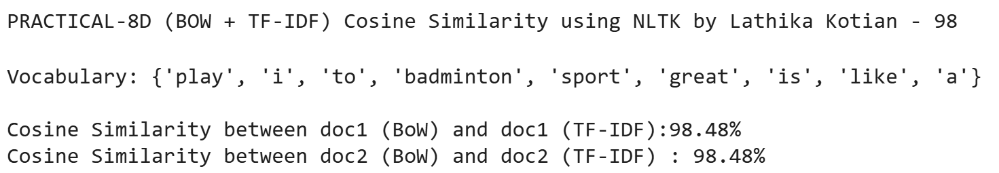 PRACTICAL-8D (BOW + TF-IDF) Cosine Similarity using NLTK by Lathika Kotian - 98
Vocabulary: {'play', 'i', 'to', 'badminton', 'sport', 'great', 'is', 'like', 'a'}
Cosine Similarity between doc1 (BoW) and doc1 (TF-IDF):98.48%
Cosine Similarity between doc2 (BoW) and doc2 (TF-IDF) : 98.48%